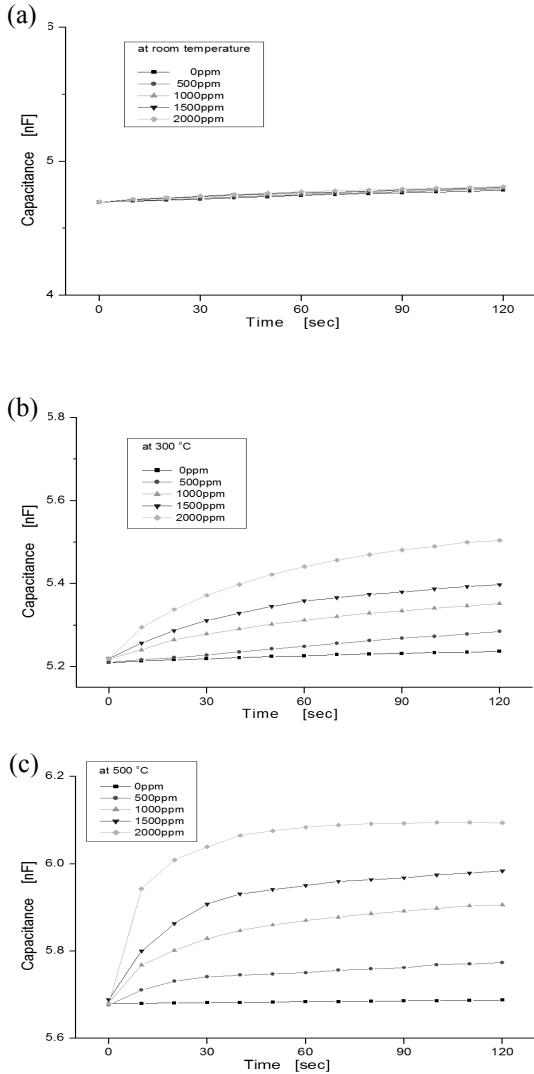 (a)
6
5
4
Capacitance [nF]
at room temperature
0ppm
500ppm
1000ppm
1500ppm
2000ppm
0 30 60 90 120
Time [sec]
(b)
5.8
5.6
5.4
5.2
Capacitance [nF]
at 300 °C
0ppm
500ppm
1000ppm
1500ppm
2000ppm
0 30 60 90 120
Time [sec]
(c)
6.2
6.0
5.8
5.6
Capacitance [nF]
at 500 °C
0ppm
500ppm
1000ppm
1500ppm
2000ppm
0 30 60 90 120
Time [sec]